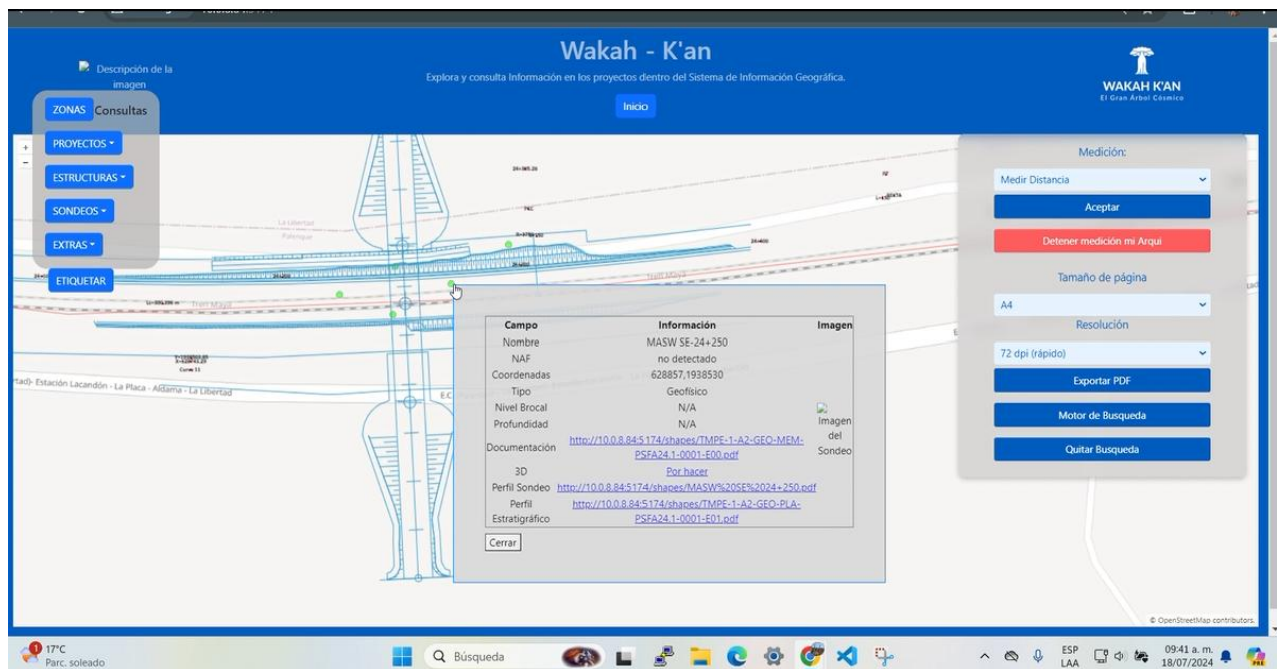 Wakah - K'an
Explora y consulta Información en los proyectos dentro del Sistema de Información Geográfica.
Inicio
Descripción de la
imagen
WAKAH K'AN
El Gran Árbol Cósmico
ZONAS Consultas
PROYECTOS
ESTRUCTURAS
SONDEOS
EXTRAS
ETIQUETAR
+
-
La Libertad
Palenque
Tren Maya
Tren Maya
Curva 11
Estación Lacandón - La Placa - Aldama - La Libertad
Medición:
Medir Distancia
Aceptar
Detener medición mi Arqui
Tamaño de página
A4
Resolución
72 dpi (rápido)
Exportar PDF
Motor de Busqueda
Quitar Busqueda
Campo Información Imagen
Nombre MASW SE-24+250
NAF no detectado
Coordenadas 628857,1938530
Tipo Geofísico
Nivel Brocal N/A
Profundidad N/A
Imagen
del
Sondeo
Documentación http://10.0.8.84:5174/shapes/TMPE-1-A2-GEO-MEM-
PSFA24.1-0001-E00.pdf
3D Por hacer
Perfil Sondeo http://10.0.8.84:5174/shapes/MASW%20SE%2024+250.pdf
Perfil
Estratigráfico http://10.0.8.84:5174/shapes/TMPE-1-A2-GEO-PLA-
PSFA24.1-0001-E01.pdf
Cerrar
© OpenStreetMap contributors.
1
17°C
Parc. soleado
Búsqueda
ESP
LAA
09:41 a. m.
18/07/2024